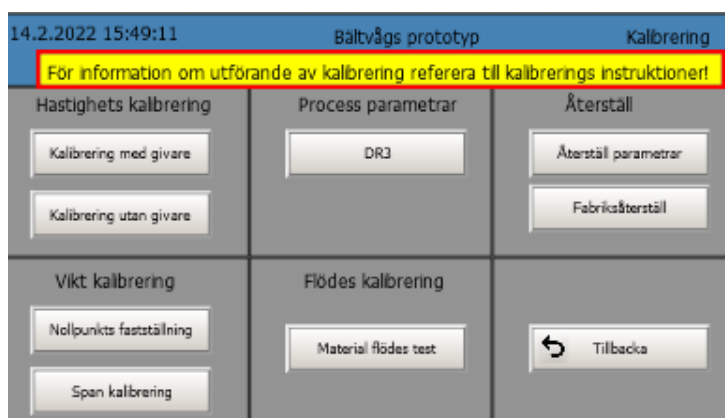 14.2.2022 15:49:11 Bältvågs prototyp Kalibrering
För information om utförande av kalibrering referera till kalibrerings instruktioner!
Hastighets kalibrering
Kalibrering med givare
Kalibrering utan givare
Process parametrar
DR3
Återställ
Återställ parametrar
Fabriksåterställ
Vikt kalibrering
Nollpunkts fastställning
Span kalibrering
Flödes kalibrering
Material flödes test
Tillbacka